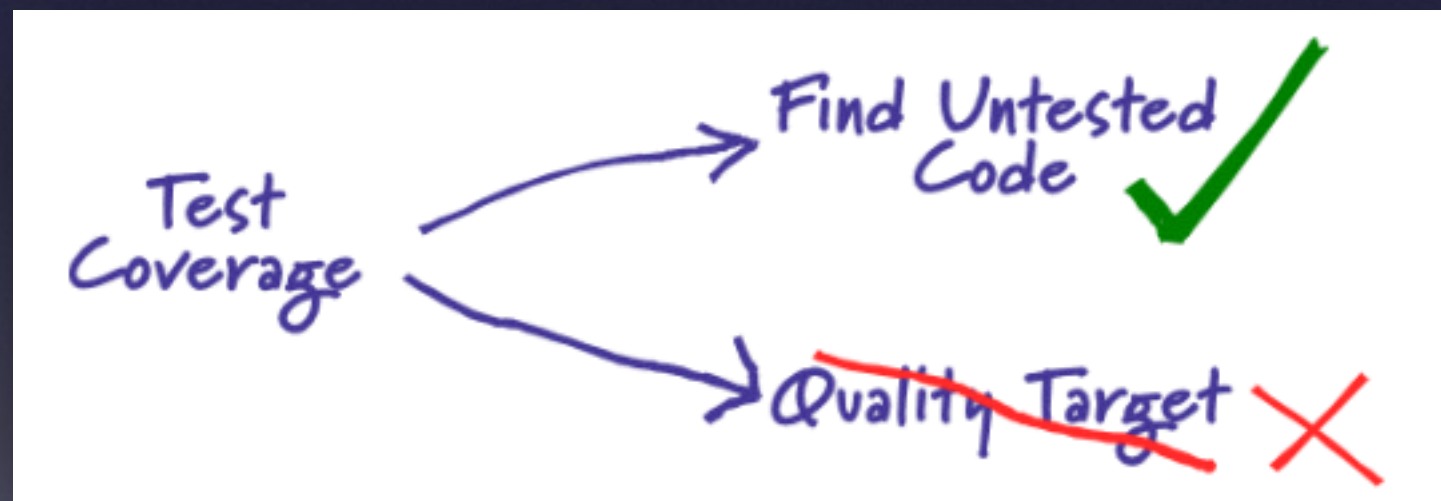 Test
Coverage
Find Untested
Code
Quality Target